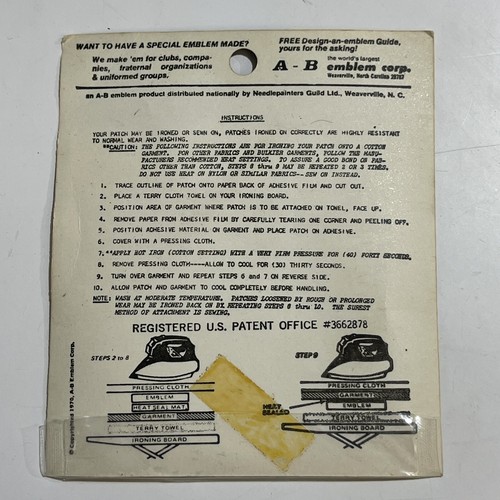 WANT TO HAVE A SPECIAL EMBLEM MADE?
We make 'em for clubs, compa-
nies, fraternal organizations
& uniformed groups.
FREE Design-an-emblem Guide,
yours for the asking!
A-B the world's largest
emblem corp.
Weaverville, North Carolina 28787
an A-B emblem product distributed nationally by Needlepainters Guild Ltd., Weaverville, N. C.
INSTRUCTIONS
YOUR PATCH MAY BE IRONED OR SEWN ON, PATCHES IRONED ON CORRECTLY ARE HIGHLY RESISTANT
TO NORMAL WEAR AND WASHING.
**CAUTION: THE FOLLOWING INSTRUCTIONS ARE FOR IRONING YOUR PATCH ONTO A COTTON
GARMENT. FOR OTHER FABRICS AND BULKIER GARMENTS, FOLLOW THE MANU-
FACTURERS RECOMMENDED HEAT SETTINGS. TO ASSURE A GOOD BOND ON FAB-
RICS OTHER THAN COTTON, STEPS 6 thru 9 MAY BE REPEATED 2 OR 3 TIMES.
DO NOT USE HEAT ON NYLON OR SIMILAR FABRICS--SEW ON INSTEAD.
1. TRACE OUTLINE OF PATCH ONTO PAPER BACK OF ADHESIVE FILM AND CUT OUT.
2. PLACE A TERRY CLOTH TOWEL ON YOUR IRONING BOARD.
3. POSITION AREA OF GARMENT WHERE PATCH IS TO BE ATTACHED ON TOWEL, FACE UP.
4. REMOVE PAPER FROM ADHESIVE FILM BY CAREFULLY TEARING ONE CORNER AND PEELING OFF.
5. POSITION ADHESIVE MATERIAL ON GARMENT AND PLACE PATCH ON ADHESIVE.
6. COVER WITH A PRESSING CLOTH.
7.**APPLY HOT IRON (COTTON SETTING) WITH A VERY FIRM PRESSURE FOR (40) FORTY SECONDS.
8. REMOVE PRESSING CLOTH----ALLOW TO COOL FOR (30) THIRTY SECONDS.
9. TURN OVER GARMENT AND REPEAT STEPS 6 and 7 ON REVERSE SIDE.
10. ALLOW PATCH AND GARMENT TO COOL COMPLETELY BEFORE HANDLING.
NOTE: WASH AT MODERATE TEMPERATURE. PATCHES LOOSENED BY ROUGH OR PROLONGED
WEAR MAY BE IRONED BACK ON BY REPEATING STEPS 6 thru 10. THE SUREST
METHOD OF ATTACHMENT IS SEWING.
REGISTERED U.S. PATENT OFFICE #3662878
STEPS 2 to 8
PRESSING CLOTH
EMBLEM
HEAT SEAL MAT.
GARMENT
TERRY TOWEL
IRONING BOARD
STEP 9
PRESSING CLOTH
GARMENT
EMBLEM
HEAT
SEALED
TERRY TOWEL
IRONING BOARD
A-B Emblem Corp.